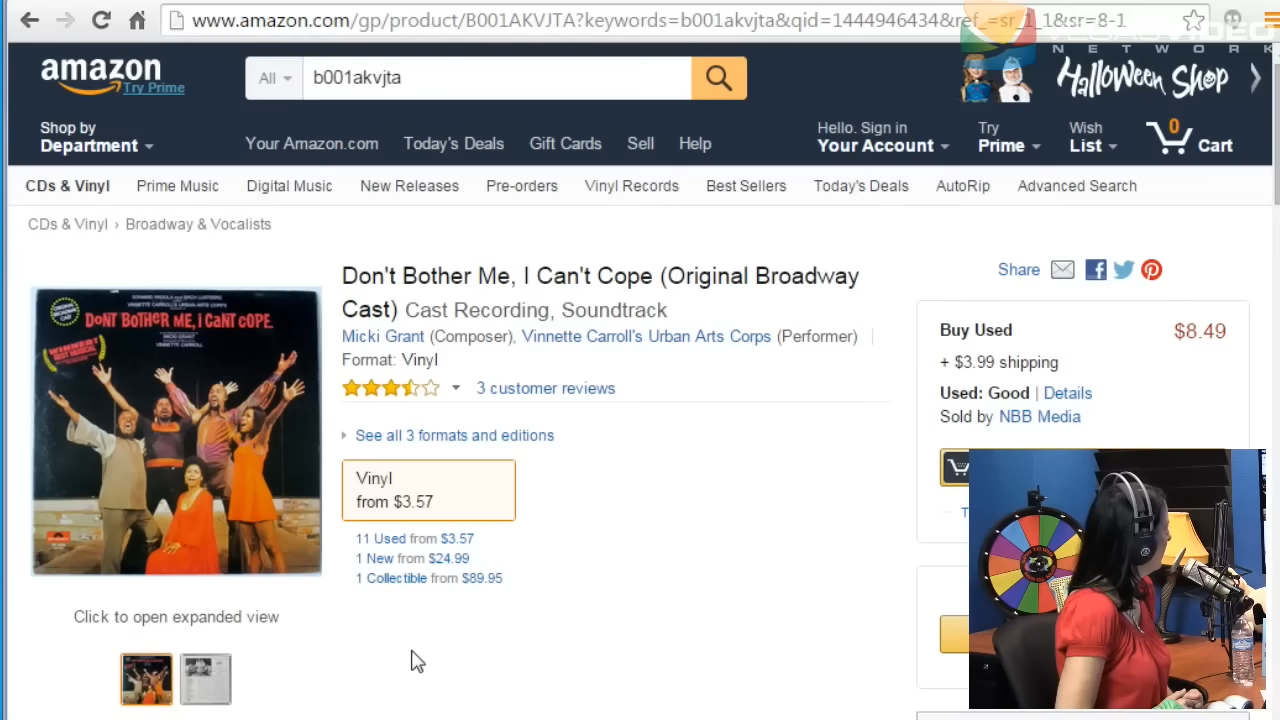 www.amazon.com/gp/product/B001AKVJTA?keywords=b001akvjta&qid=1444946434&ref_=sr_1_1&sr=8-1
VEGAS VIDEO
NETWORK
amazon
Try Prime
All
b001akvjta
Halloween Shop
Shop by
Department
Your Amazon.com
Today's Deals
Gift Cards
Sell
Help
Hello. Sign in
Your Account
Try
Prime
Wish
List
0
Cart
CDs & Vinyl
Prime Music
Digital Music
New Releases
Pre-orders
Vinyl Records
Best Sellers
Today's Deals
AutoRip
Advanced Search
CDs & Vinyl › Broadway & Vocalists
DON'T BOTHER ME, I CAN'T COPE.
Click to open expanded view
Don't Bother Me, I Can't Cope (Original Broadway
Cast) Cast Recording, Soundtrack
Micki Grant (Composer), Vinnette Carroll's Urban Arts Corps (Performer)
Format: Vinyl
3 customer reviews
See all 3 formats and editions
Vinyl
from $3.57
11 Used from $3.57
1 New from $24.99
1 Collectible from $89.95
Share
Buy Used
$8.49
+ $3.99 shipping
Used: Good | Details
Sold by NBB Media